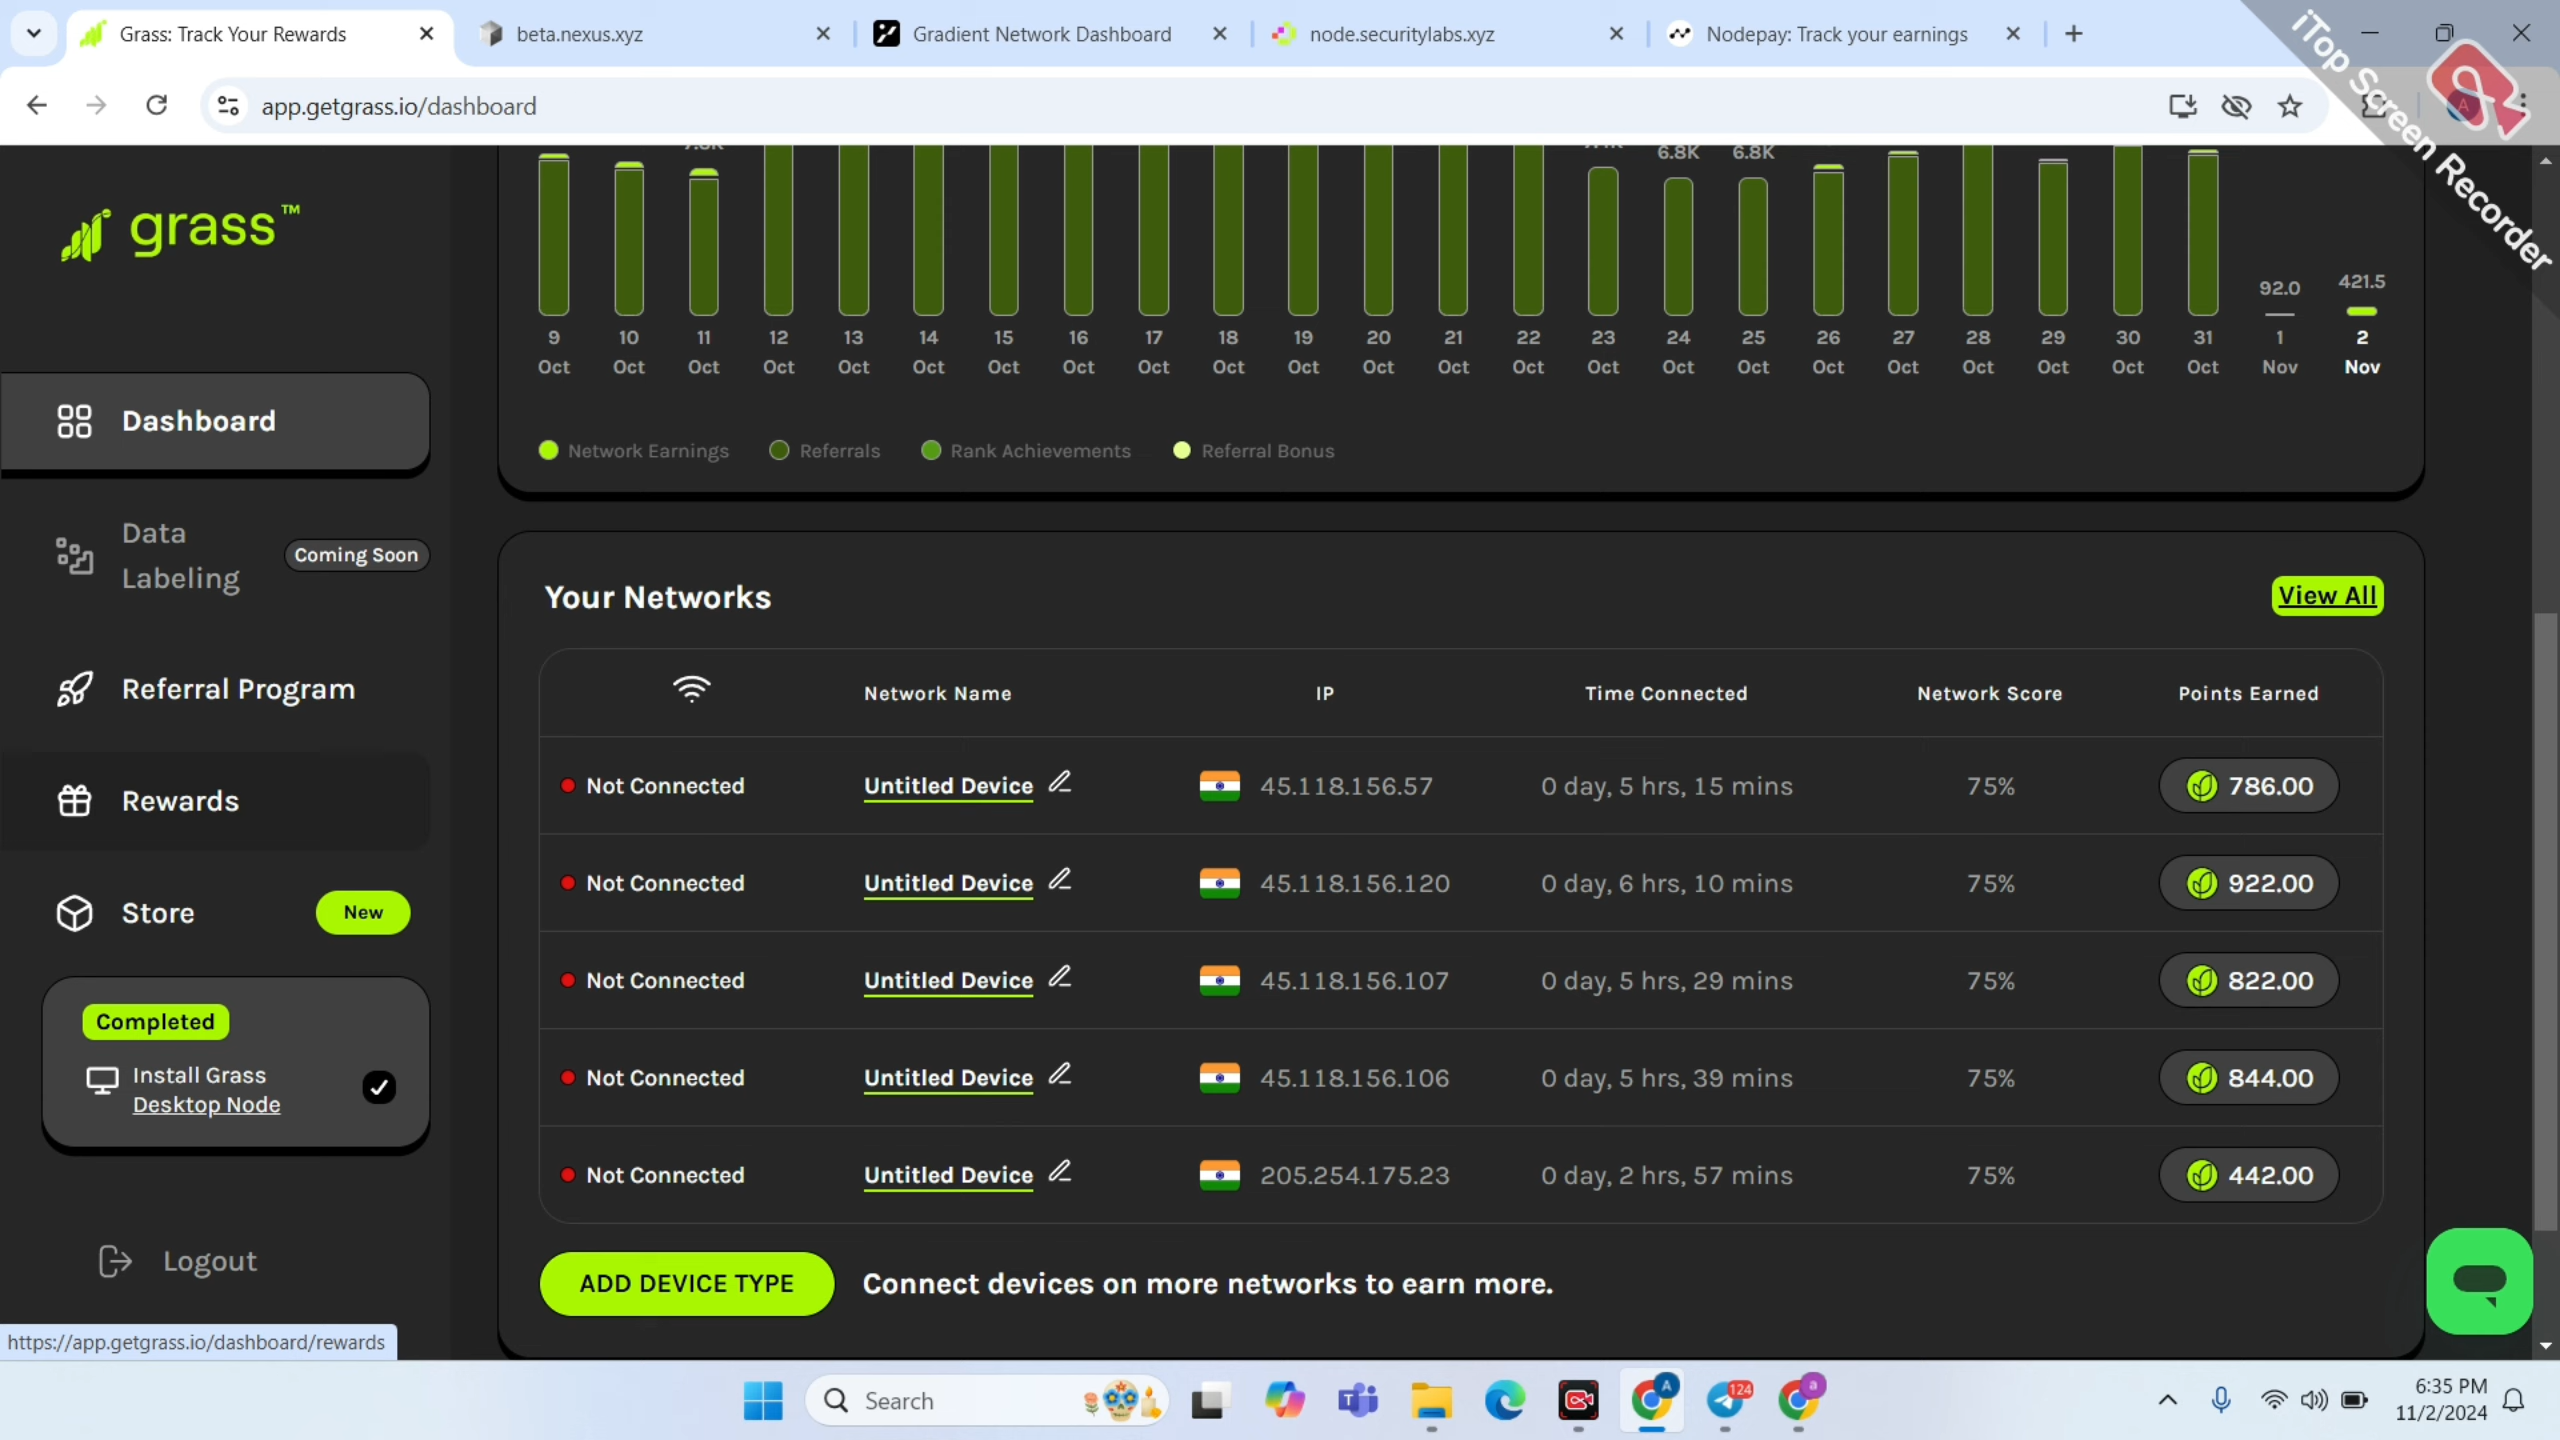 Grass: Track Your Rewards
beta.nexus.xyz
Gradient Network Dashboard
node.securitylabs.xyz
Nodepay: Track your earnings
app.getgrass.io/dashboard
iTop Screen Recorder
grass™
6.8K 6.8K
92.0
421.5
9 10 11 12 13 14 15 16 17 18 19 20 21 22 23 24 25 26 27 28 29 30 31 1 2
Oct Oct Oct Oct Oct Oct Oct Oct Oct Oct Oct Oct Oct Oct Oct Oct Oct Oct Oct Oct Oct Oct Oct Nov Nov
Network Earnings Referrals Rank Achievements Referral Bonus
Dashboard
Data
Labeling
Coming Soon
Referral Program
Rewards
Store
New
Completed
Install Grass
Desktop Node
Logout
https://app.getgrass.io/dashboard/rewards
Your Networks
View All
Network Name IP Time Connected Network Score Points Earned
Not Connected Untitled Device 45.118.156.57 0 day, 5 hrs, 15 mins 75% 786.00
Not Connected Untitled Device 45.118.156.120 0 day, 6 hrs, 10 mins 75% 922.00
Not Connected Untitled Device 45.118.156.107 0 day, 5 hrs, 29 mins 75% 822.00
Not Connected Untitled Device 45.118.156.106 0 day, 5 hrs, 39 mins 75% 844.00
Not Connected Untitled Device 205.254.175.23 0 day, 2 hrs, 57 mins 75% 442.00
ADD DEVICE TYPE
Connect devices on more networks to earn more.
Search
124
6:35 PM
11/2/2024